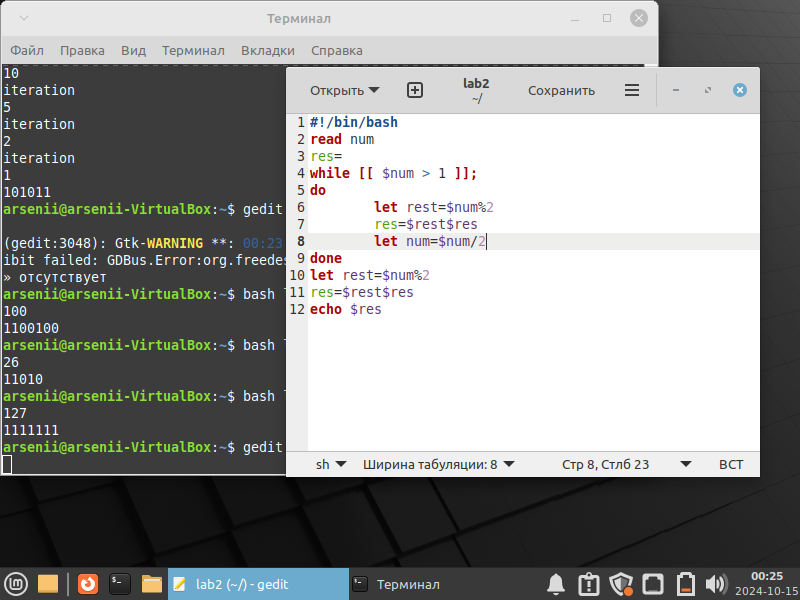 Терминал
Файл Правка Вид Терминал Вкладки Справка
10
iteration
5
iteration
2
iteration
1
101011
arsenii@arsenii-VirtualBox:~$ gedit
(gedit:3048): Gtk-WARNING **: 00:23
ibit failed: GDBus.Error:org.freedes
» отсутствует
arsenii@arsenii-VirtualBox:~$ bash
100
1100100
arsenii@arsenii-VirtualBox:~$ bash
26
11010
arsenii@arsenii-VirtualBox:~$ bash
127
1111111
arsenii@arsenii-VirtualBox:~$ gedit
Открыть
lab2
~/
Сохранить
1 #!/bin/bash
2 read num
3 res=
4 while [[ $num > 1 ]];
5 do
6 let rest=$num%2
7 res=$rest$res
8 let num=$num/2
9 done
10 let rest=$num%2
11 res=$rest$res
12 echo $res
sh Ширина табуляции: 8 Стр 8, Стлб 23 ВСТ
lab2 (~/) - gedit
Терминал
00:25
2024-10-15